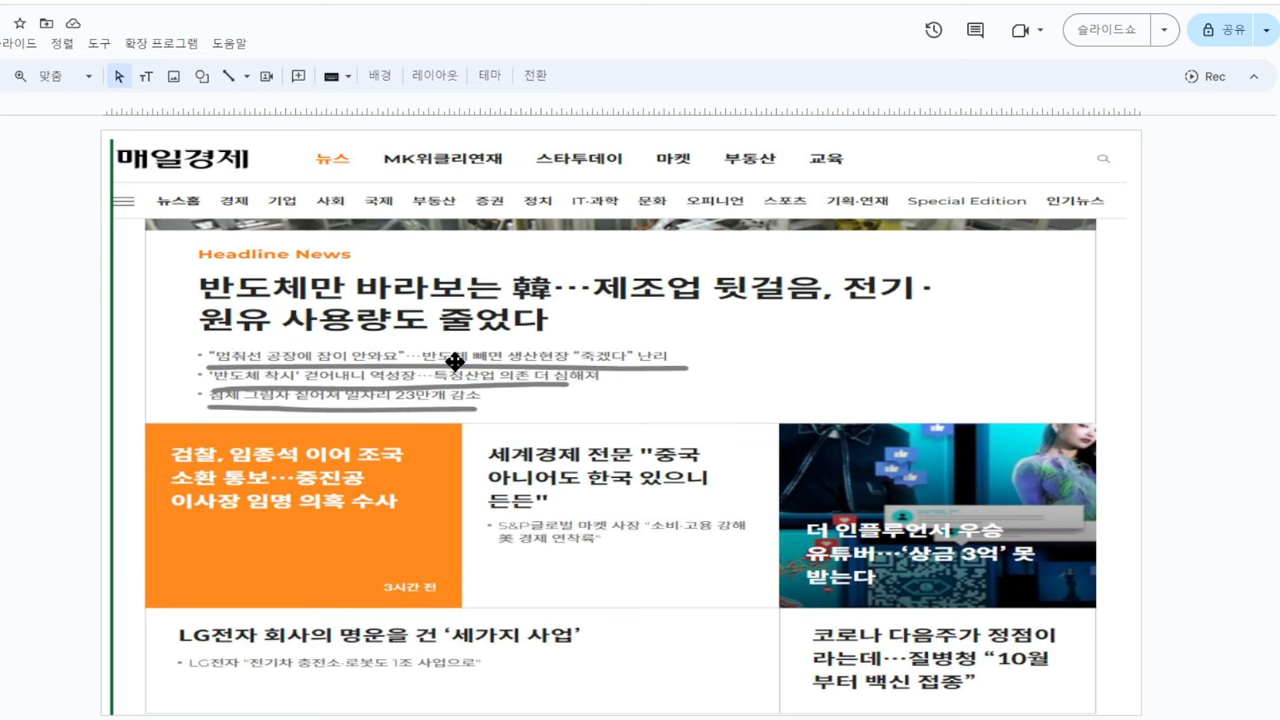 라이드 정렬 도구 확장 프로그램 도움말
슬라이드쇼
공유
맞춤
배경 레이아웃 테마 전환
Rec
매일경제 뉴스 MK위클리연재 스타투데이 마켓 부동산 교육
뉴스홈 경제 기업 사회 국제 부동산 증권 정치 IT·과학 문화 오피니언 스포츠 기획·연재 Special Edition 인기뉴스
Headline News
반도체만 바라보는 韓…제조업 뒷걸음, 전기·
원유 사용량도 줄었다
"멈춰선 공장에 잠이 안와요"…반도체 빼면 생산현장 "죽겠다" 난리
'반도체 착시' 걷어내니 역성장…특정산업 의존 더 심해져
침체 그림자 짙어져 일자리 23만개 감소
검찰, 임종석 이어 조국
소환 통보…중진공
이사장 임명 의혹 수사
3시간 전
세계경제 전문 "중국
아니어도 한국 있으니
든든"
S&P글로벌 마켓 사장 "소비·고용 강해
美 경제 연착륙"
더 인플루언서 우승
유튜버…'상금 3억' 못
받는다
LG전자 회사의 명운을 건 '세가지 사업'
LG전자 "전기차 충전소·로봇도 1조 사업으로"
코로나 다음주가 정점이
라는데…질병청 "10월
부터 백신 접종"